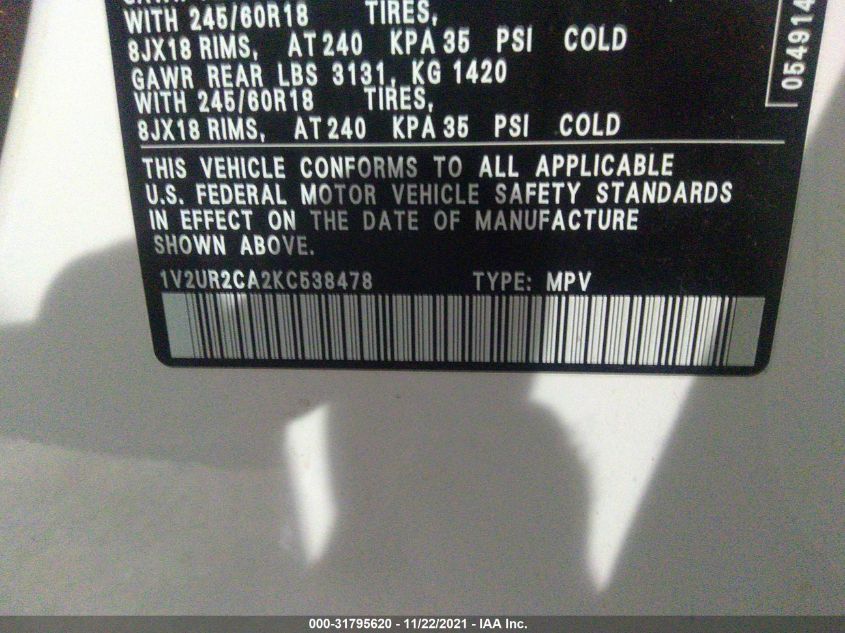 WITH 245/60R18 TIRES,
8JX18 RIMS, AT 240 KPA 35 PSI COLD
GAWR REAR LBS 3131, KG 1420
WITH 245/60R18 TIRES,
8JX18 RIMS, AT 240 KPA 35 PSI COLD
THIS VEHICLE CONFORMS TO ALL APPLICABLE
U.S. FEDERAL MOTOR VEHICLE SAFETY STANDARDS
IN EFFECT ON THE DATE OF MANUFACTURE
SHOWN ABOVE.
1V2UR2CA2KC538478 TYPE: MPV
054914
000-31795620 - 11/22/2021 - IAA Inc.